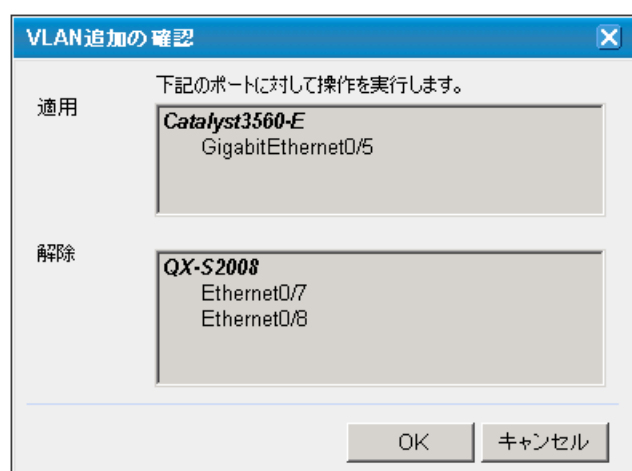 VLAN追加の確認
下記のポートに対して操作を実行します。
適用
Catalyst3560-E
GigabitEthernet0/5
解除
QX-S2008
Ethernet0/7
Ethernet0/8
OK
キャンセル